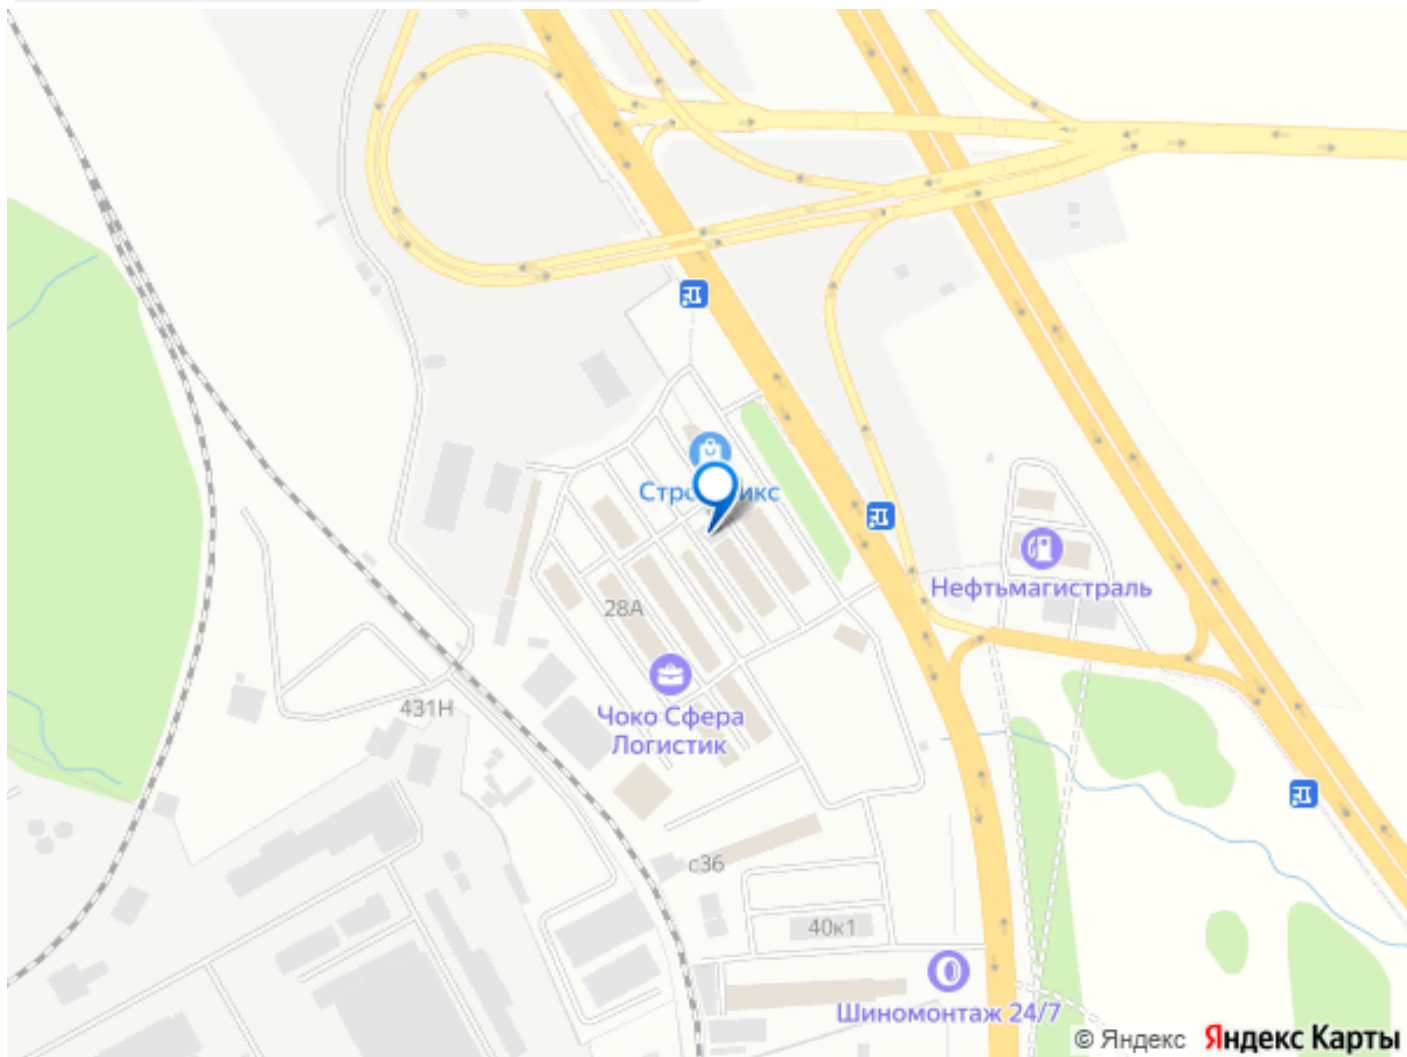 28А
Нефтьмагистраль
Чоко Сфера
Логистик
431Н
с36
40к1
Шиномонтаж 24/7
© Яндекс Яндекс Карты